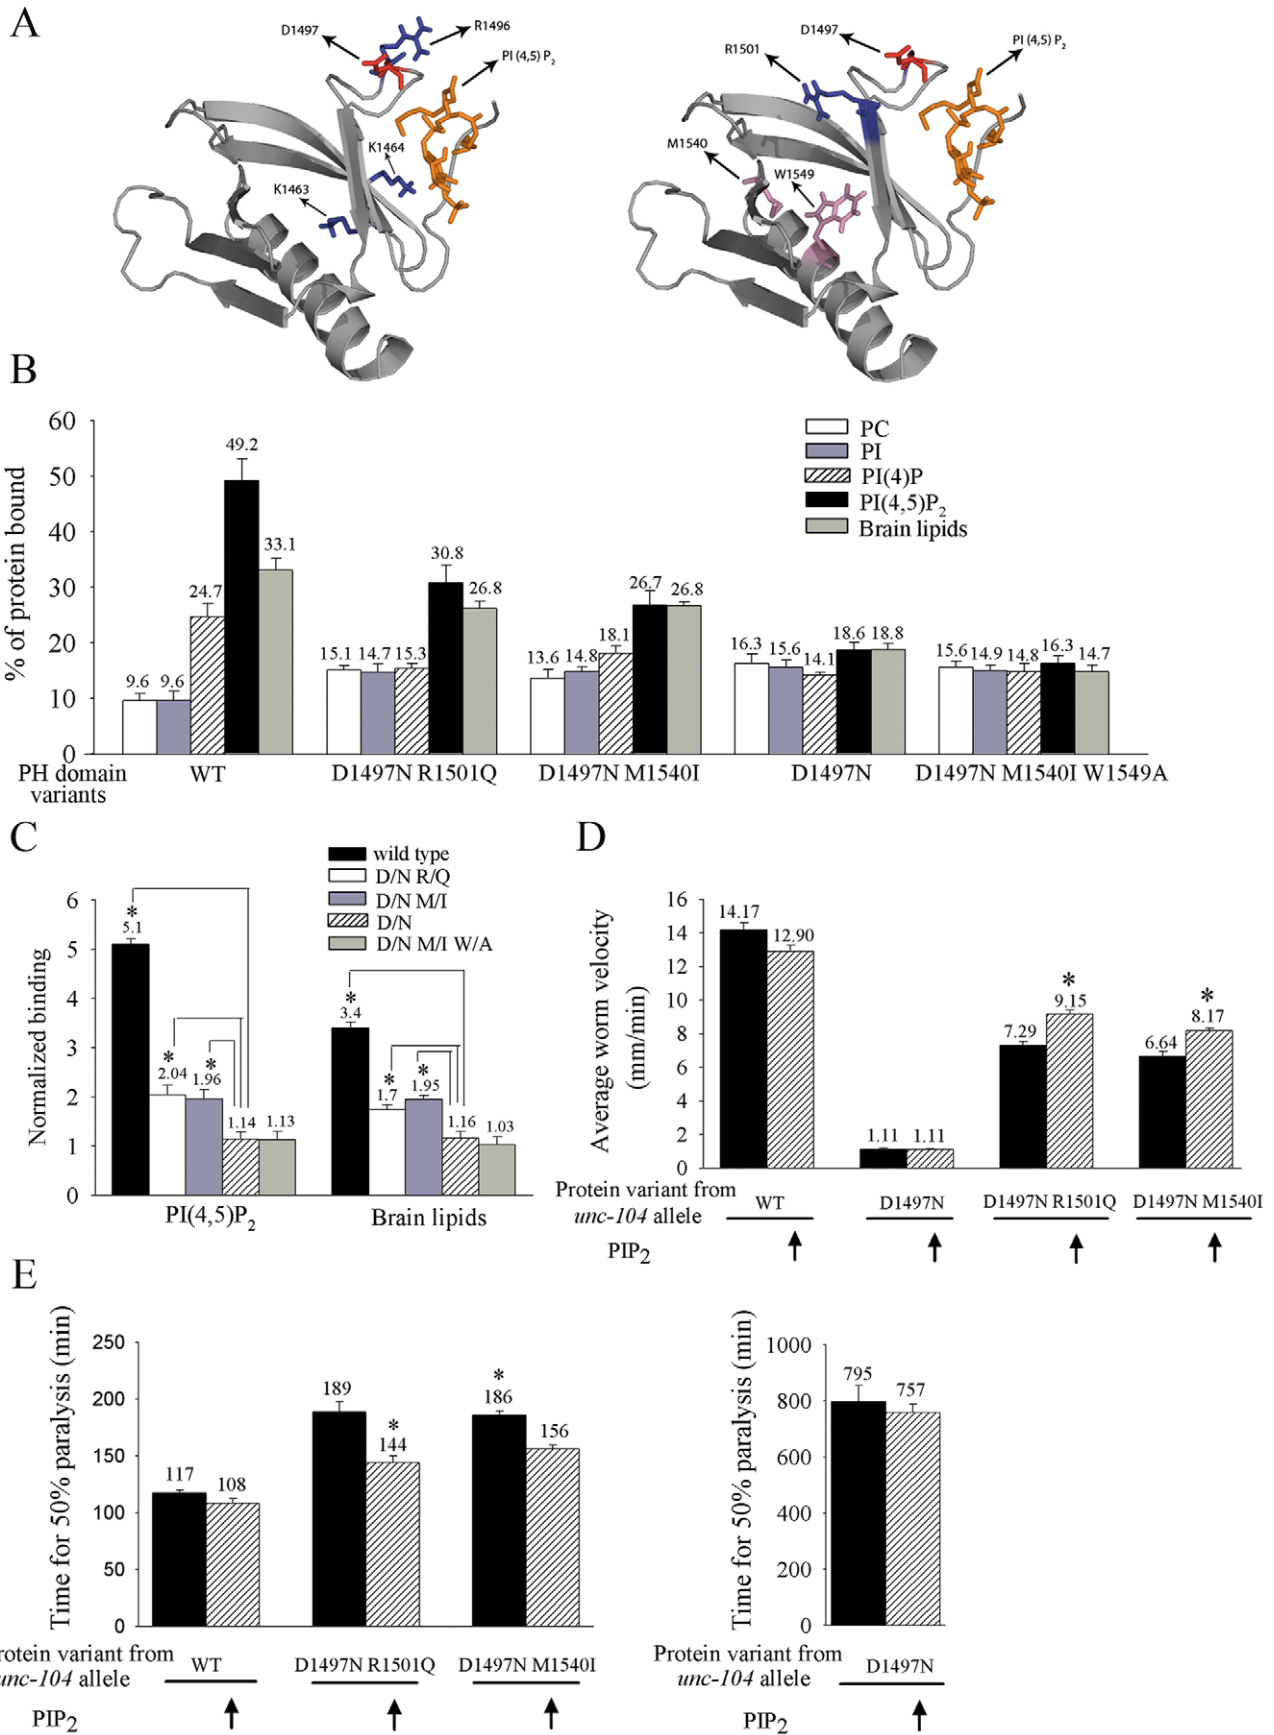 A
D1497
R1496
PI (4,5) P2
K1464
K1463
D1497
PI (4,5) P2
R1501
M1540
W1549
B
% of protein bound
60
50
40
30
20
10
0
PC
PI
PI(4)P
PI(4,5)P2
Brain lipids
9.6 9.6 24.7 49.2 33.1
15.1 14.7 15.3 30.8 26.8
13.6 14.8 18.1 26.7 26.8
16.3 15.6 14.1 18.6 18.8
15.6 14.9 14.8 16.3 14.7
PH domain
variants
WT
D1497N R1501Q
D1497N M1540I
D1497N
D1497N M1540I W1549A
C
Normalized binding
6
5
4
3
2
1
0
wild type
D/N R/Q
D/N M/I
D/N
D/N M/I W/A
* * *
5.1 2.04 1.96 1.14 1.13
* * *
3.4 1.7 1.95 1.16 1.03
PI(4,5)P2
Brain lipids
D
Average worm velocity
(mm/min)
16
14
12
10
8
6
4
2
0
14.17 12.90
1.11 1.11
*
7.29 9.15
*
6.64 8.17
Protein variant from
unc-104 allele
WT
D1497N
D1497N R1501Q
D1497N M1540I
PIP2
E
Time for 50% paralysis (min)
250
200
150
100
50
0
117 108
*
189 144
*
186 156
rotein variant from
unc-104 allele
WT
D1497N R1501Q
D1497N M1540I
PIP2
Time for 50% paralysis (min)
1000
800
600
400
200
0
795 757
Protein variant from
unc-104 allele
D1497N
PIP2